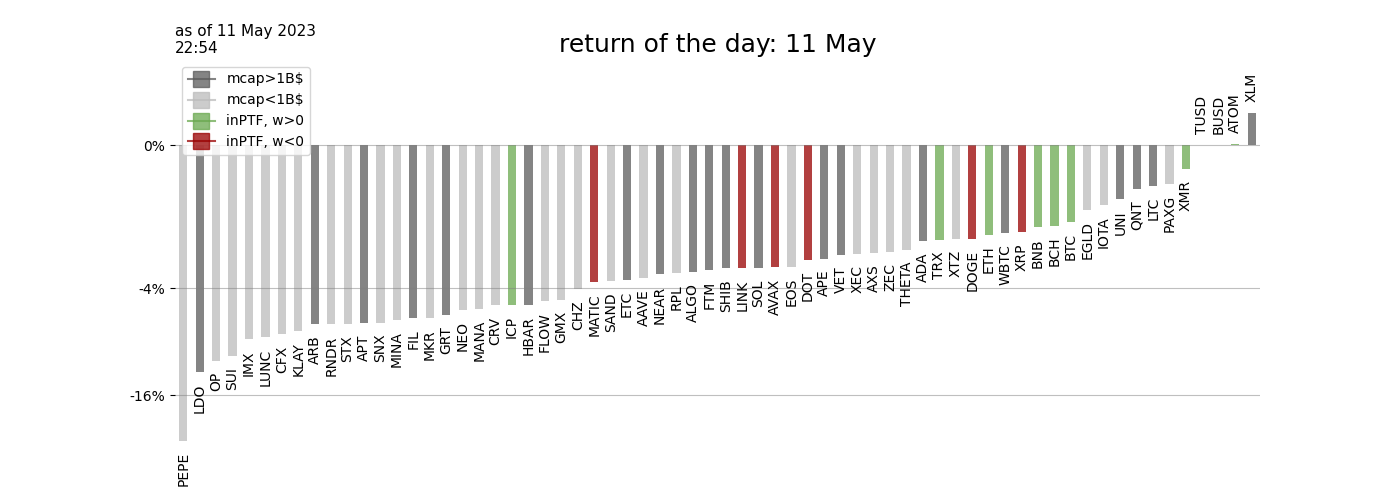 as of 11 May 2023
22:54
return of the day: 11 May
mcap>1B$
mcap<1B$
inPTF, w>0
inPTF, w<0
0%
-4%
-16%
PEPE
LDO
OP
SUI
IMX
LUNC
CFX
KLAY
ARB
RNDR
STX
APT
SNX
MINA
FIL
MKR
GRT
NEO
MANA
CRV
ICP
HBAR
FLOW
GMX
CHZ
MATIC
SAND
ETC
AAVE
NEAR
RPL
ALGO
FTM
SHIB
LINK
SOL
AVAX
EOS
DOT
APE
VET
XEC
AXS
ZEC
THETA
ADA
TRX
XTZ
DOGE
ETH
WBTC
XRP
BNB
BCH
BTC
EGLD
IOTA
UNI
QNT
LTC
PAXG
XMR
TUSD
BUSD
ATOM
XLM